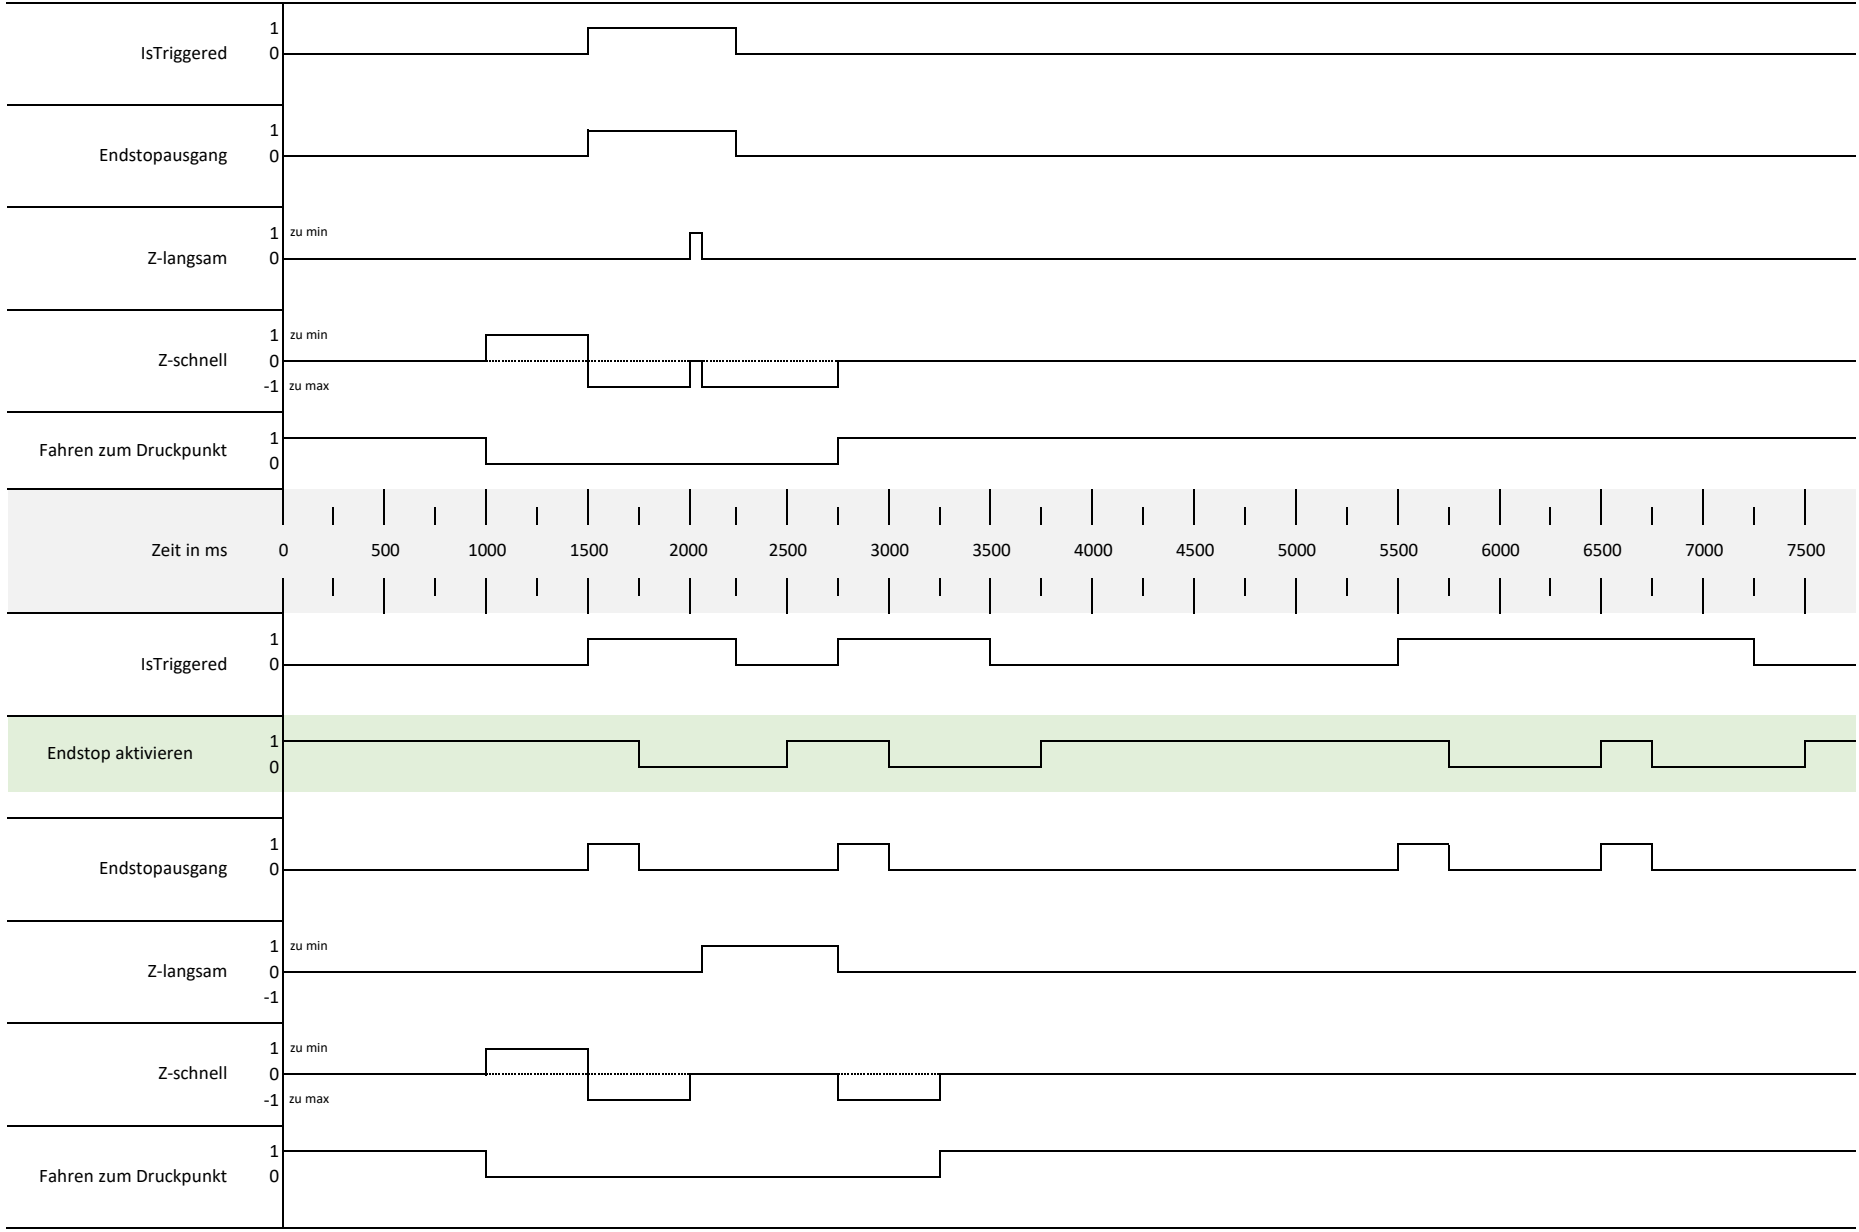 1
IsTriggered 0
1
Endstopausgang 0
1 zu min
Z-langsam 0
1 zu min
Z-schnell 0
-1 zu max
Fahren zum Druckpunkt 1
0
Zeit in ms 0 500 1000 1500 2000 2500 3000 3500 4000 4500 5000 5500 6000 6500 7000 7500
1
IsTriggered 0
Endstop aktivieren 1
0
1
Endstopausgang 0
1 zu min
Z-langsam 0
-1
1 zu min
Z-schnell 0
-1 zu max
1
Fahren zum Druckpunkt 0